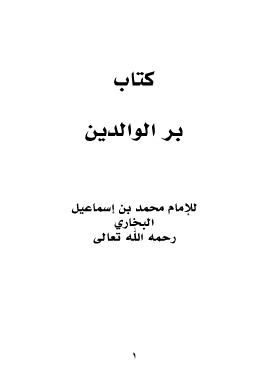 كتاب
بر الوالدين
للإمام محمد بن إسماعيل
البخاري
رحمه الله تعالى
١